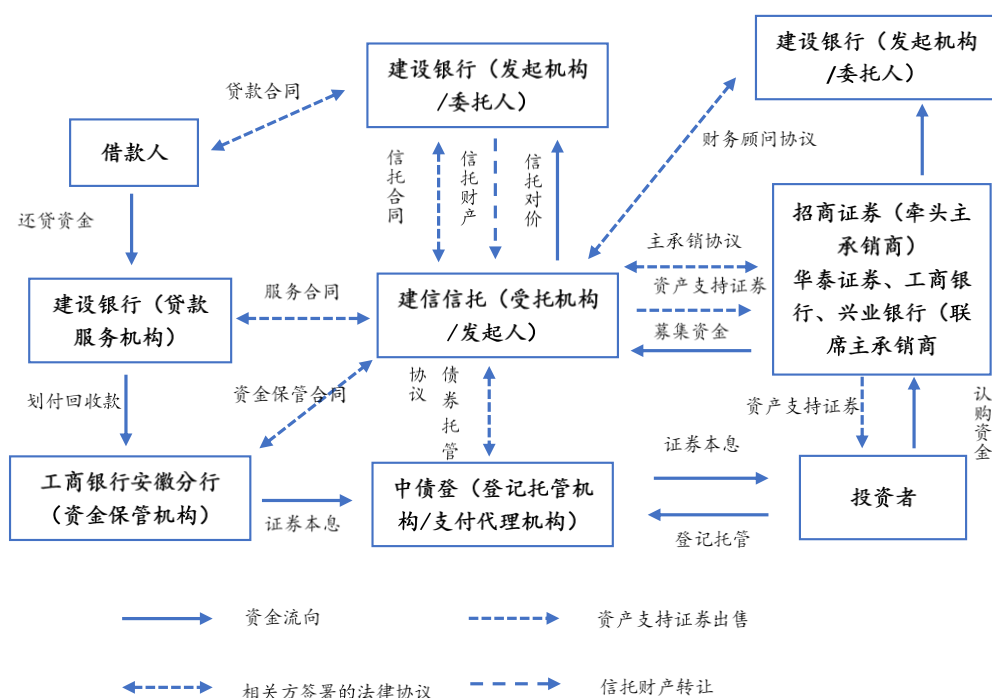 建设银行（发起机构
/委托人）
建设银行（发起机构
/委托人）
贷款合同
借款人
信托合同
信托财产
信托对价
财务顾问协议
还贷资金
招商证券（牵头主
承销商）
华泰证券、工商银
行、兴业银行（联
席主承销商
主承销协议
资产支持证券
募集资金
建设银行（贷款
服务机构）
服务合同
建信信托（受托机构
/发起人）
划付回收款
资金保管合同
债券托管
协议
资产支持证券
认购资金
工商银行安徽分行
（资金保管机构）
证券本息
中债登（登记托管机
构/支付代理机构）
证券本息
登记托管
投资者
资金流向
资产支持证券出售
相关方签署的法律协议
信托财产转让